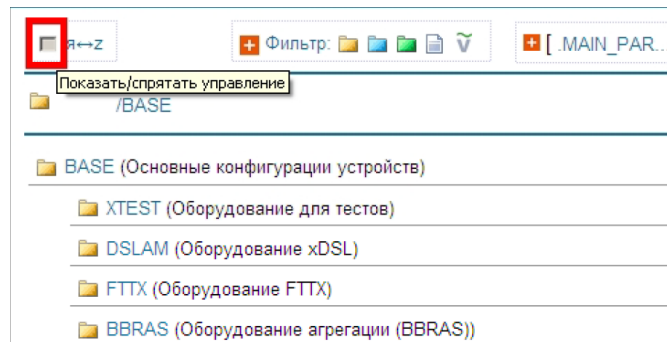 я↔z
Фильтр:
[ .MAIN_PAR...
Показать/спрятать управление
/BASE
BASE (Основные конфигурации устройств)
XTEST (Оборудование для тестов)
DSLAM (Оборудование xDSL)
FTTX (Оборудование FTTX)
BBRAS (Оборудование агрегации (BBRAS))